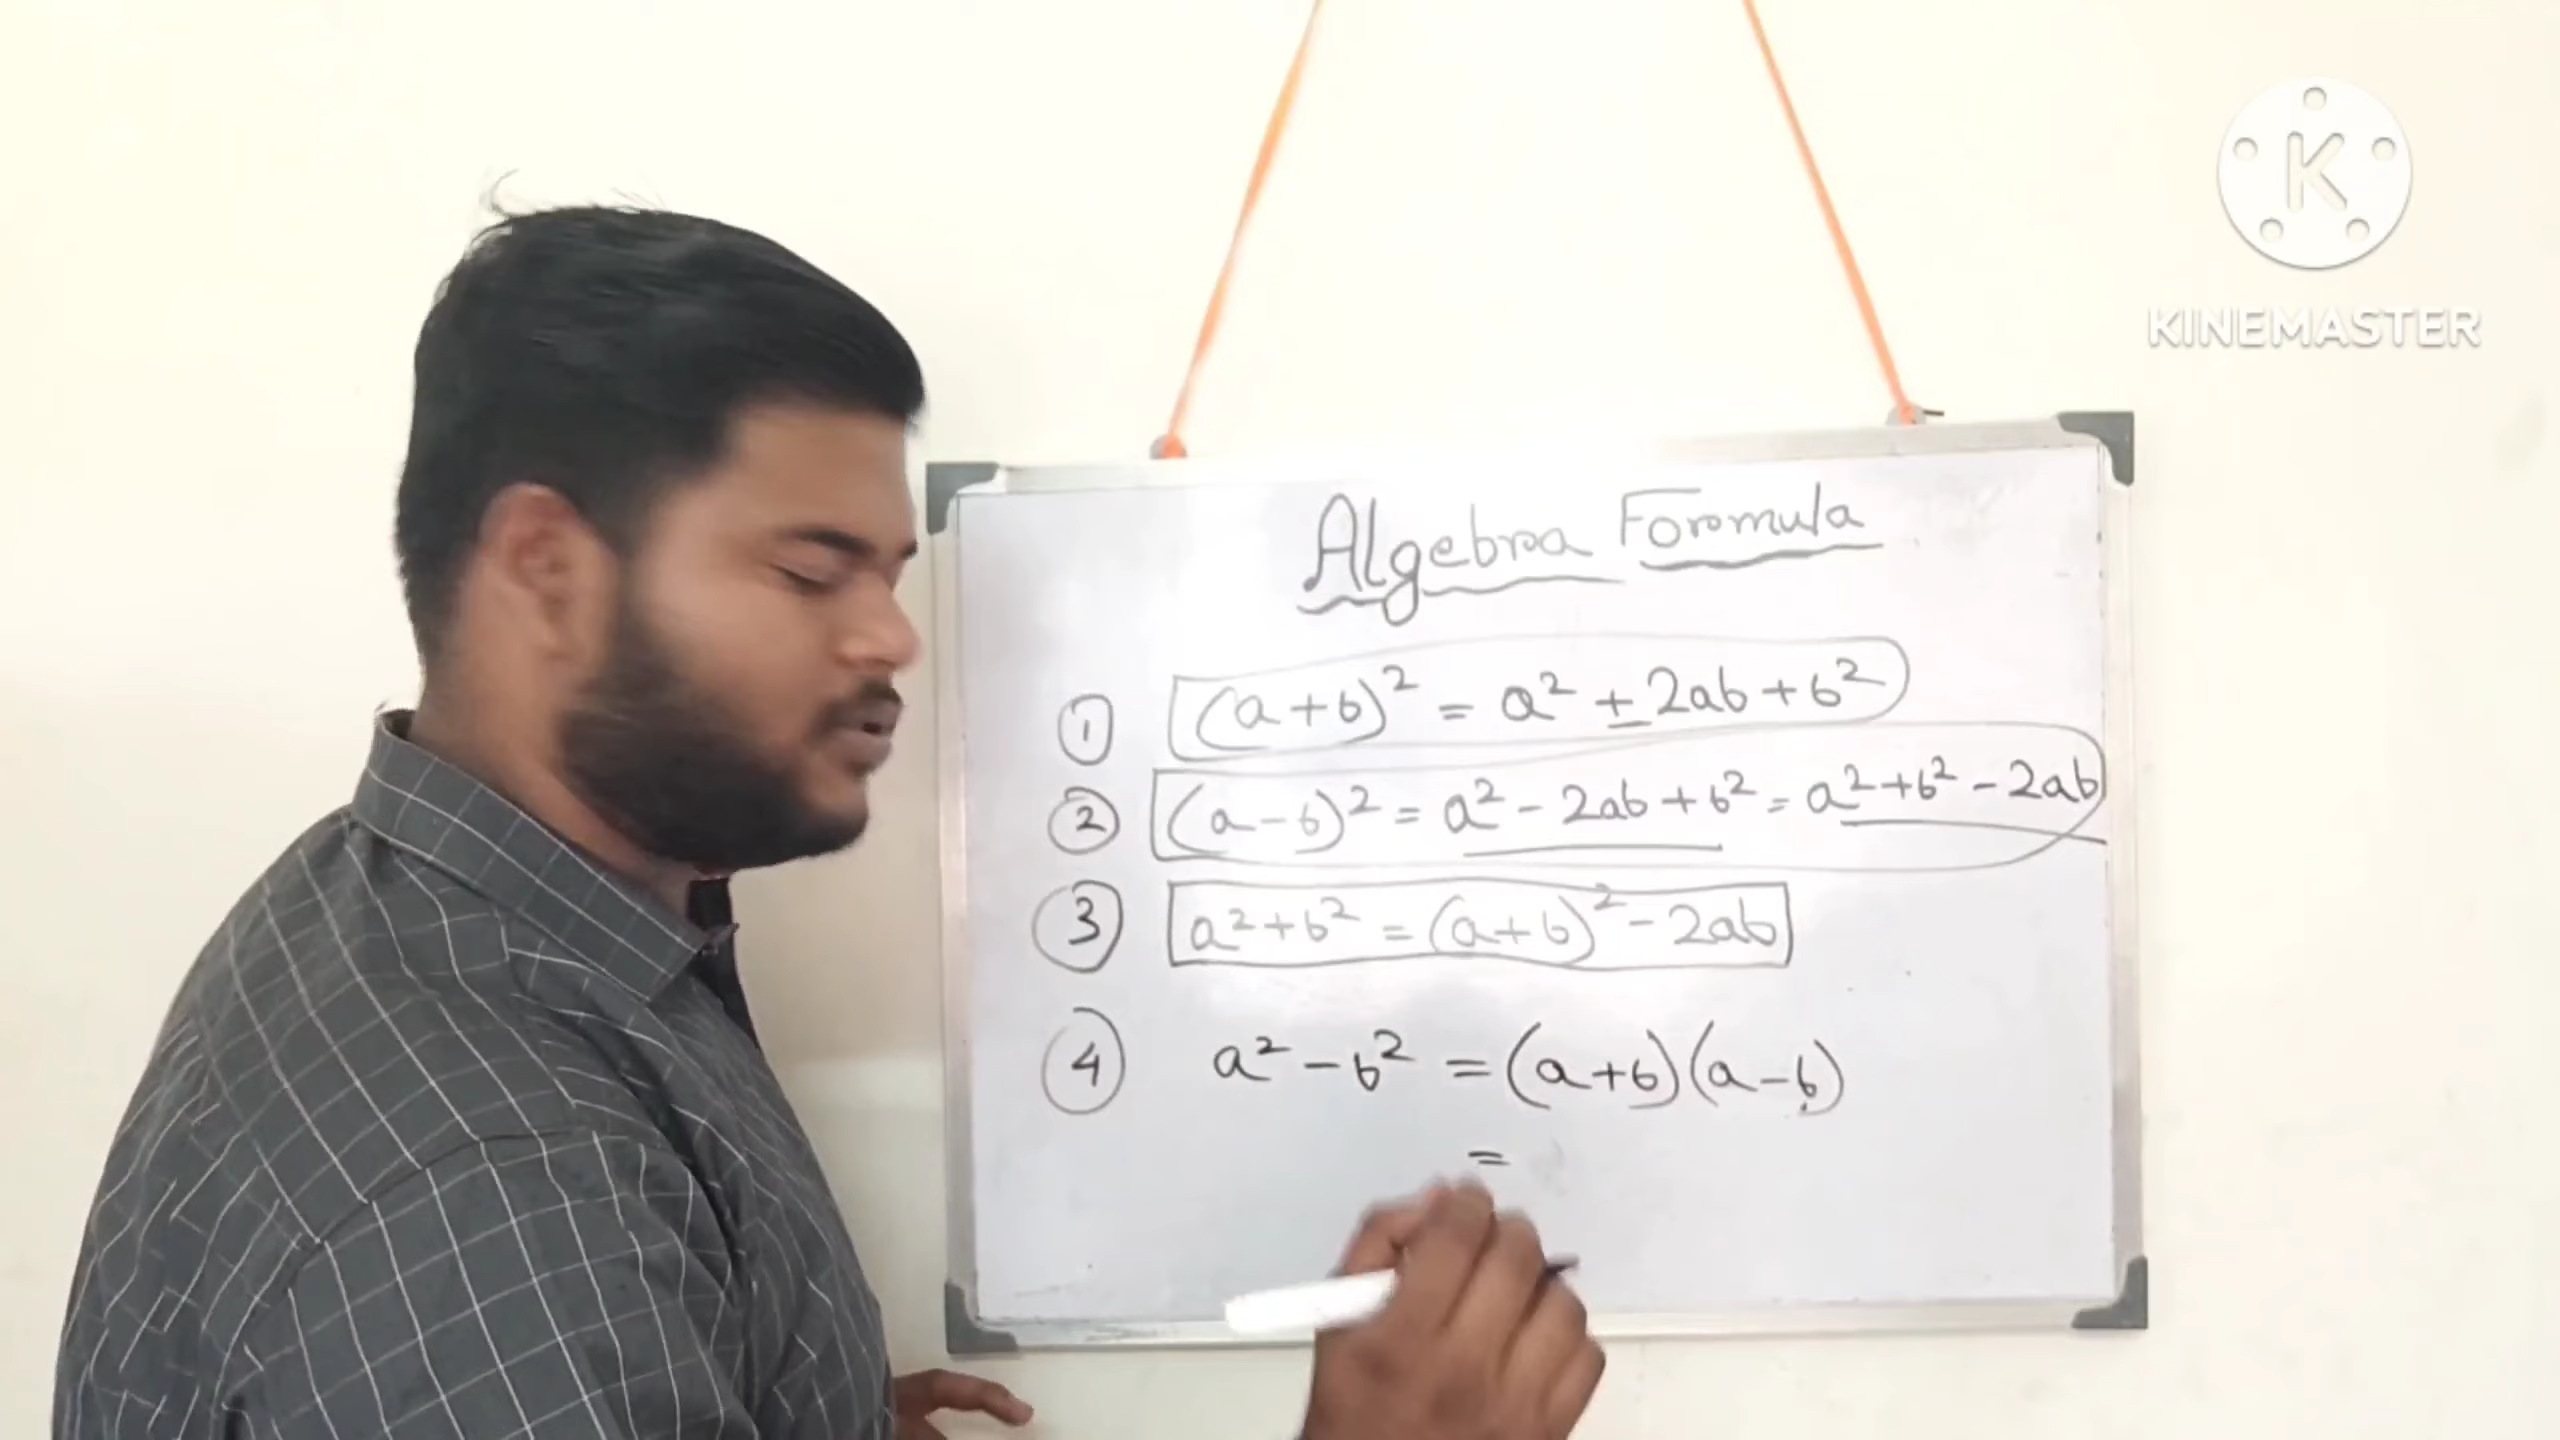 K
KINEMASTER
Algebra Foromula
① (a+b)² = a² + 2ab + b²
② (a-b)² = a² - 2ab + b² = a² + b² - 2ab
③ a² + b² = (a+b)² - 2ab
④ a² - b² = (a+b)(a-b)
=